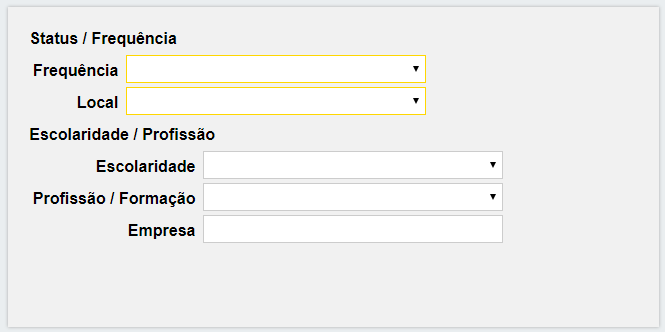 Status / Frequência
Frequência
Local
Escolaridade / Profissão
Escolaridade
Profissão / Formação
Empresa